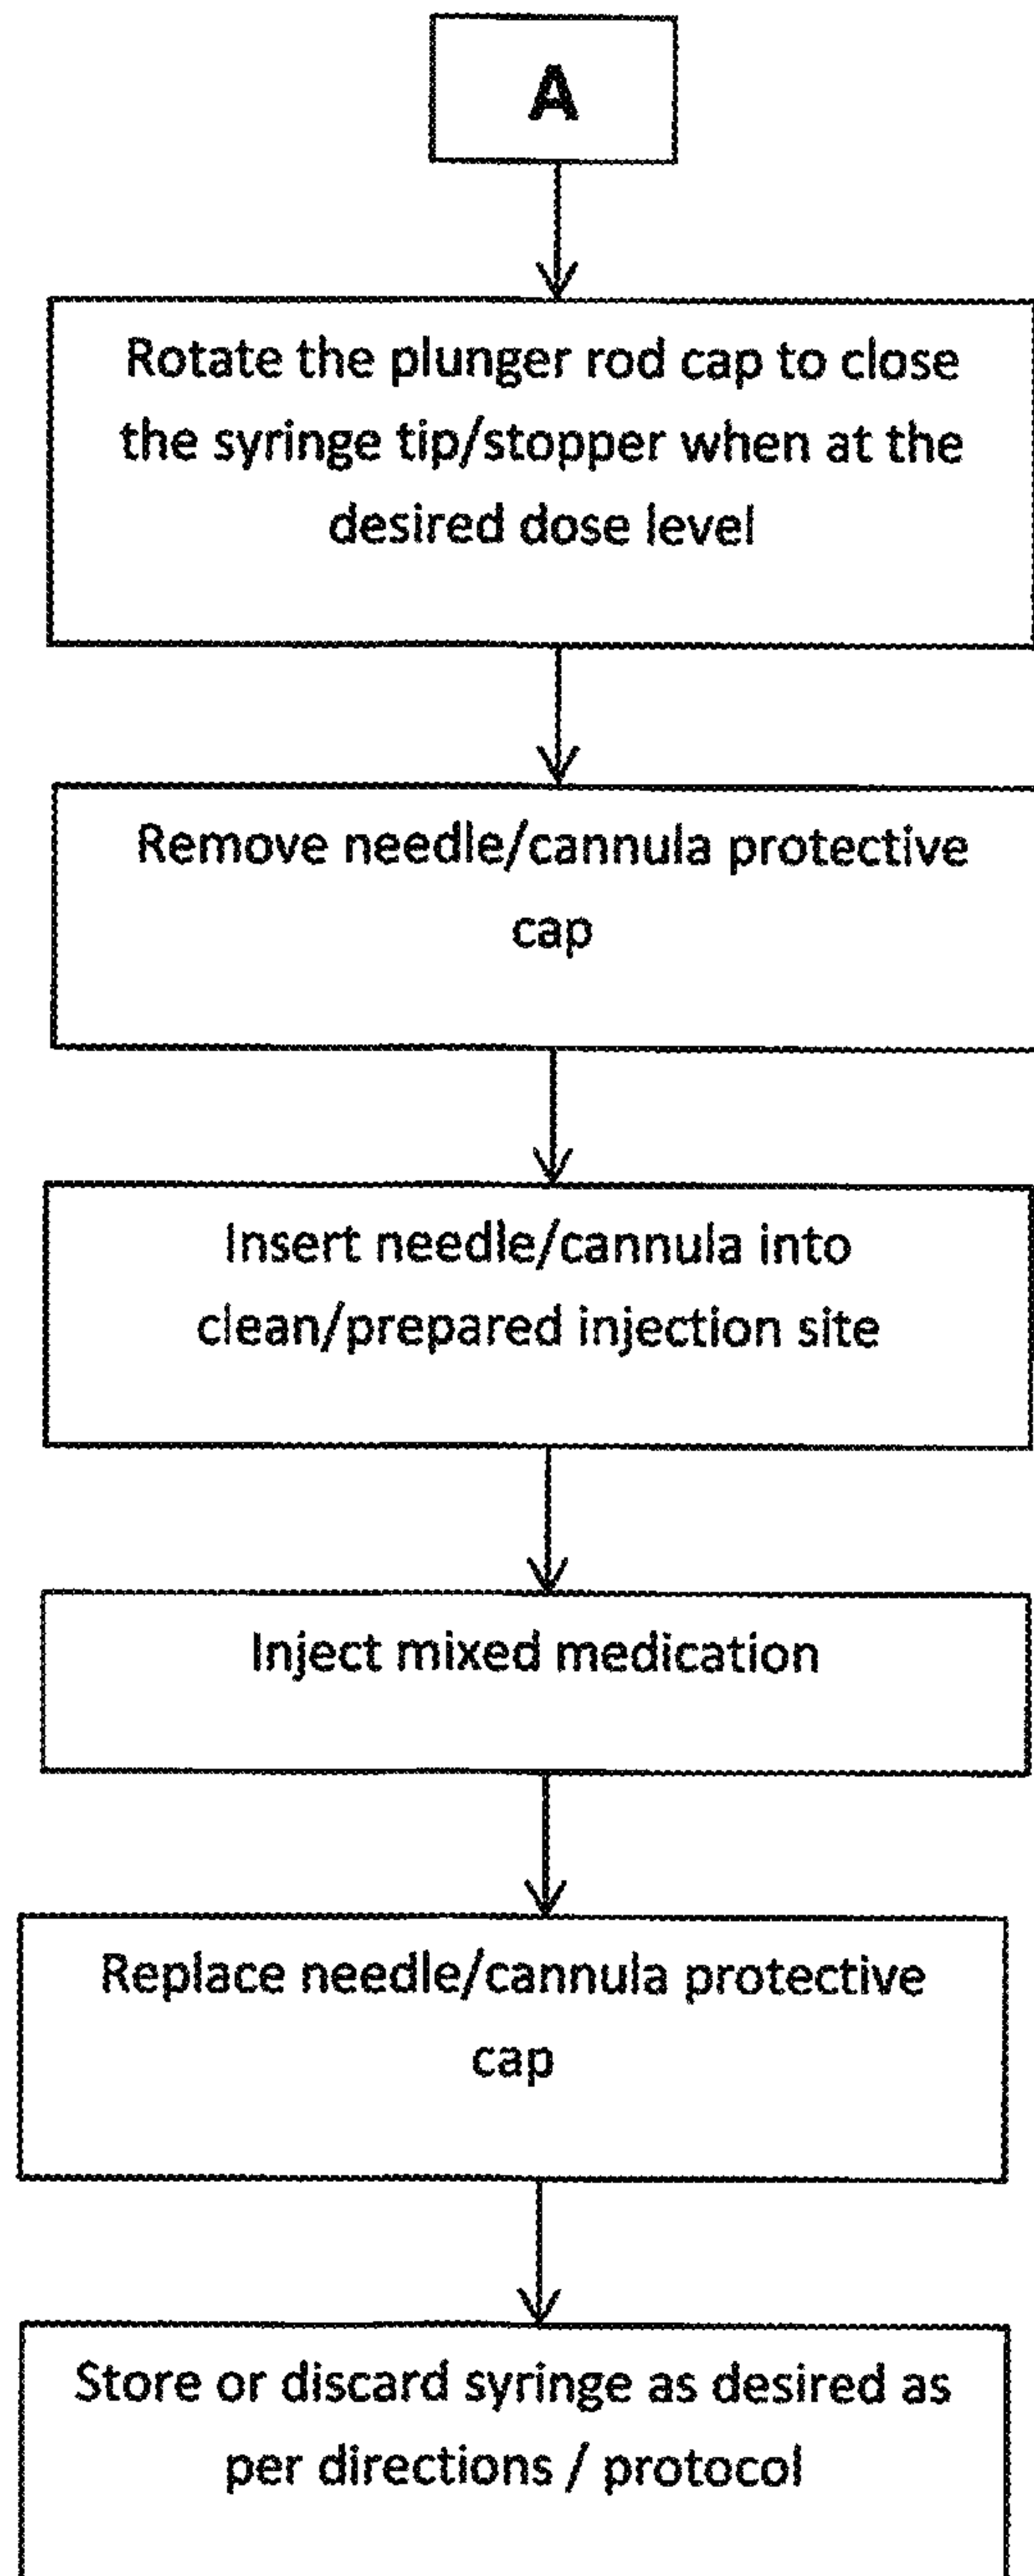 A
Rotate the plunger rod cap to close
the syringe tip/stopper when at the
desired dose level
Remove needle/cannula protective
cap
Insert needle/cannula into
clean/prepared injection site
Inject mixed medication
Replace needle/cannula protective
cap
Store or discard syringe as desired as
per directions / protocol